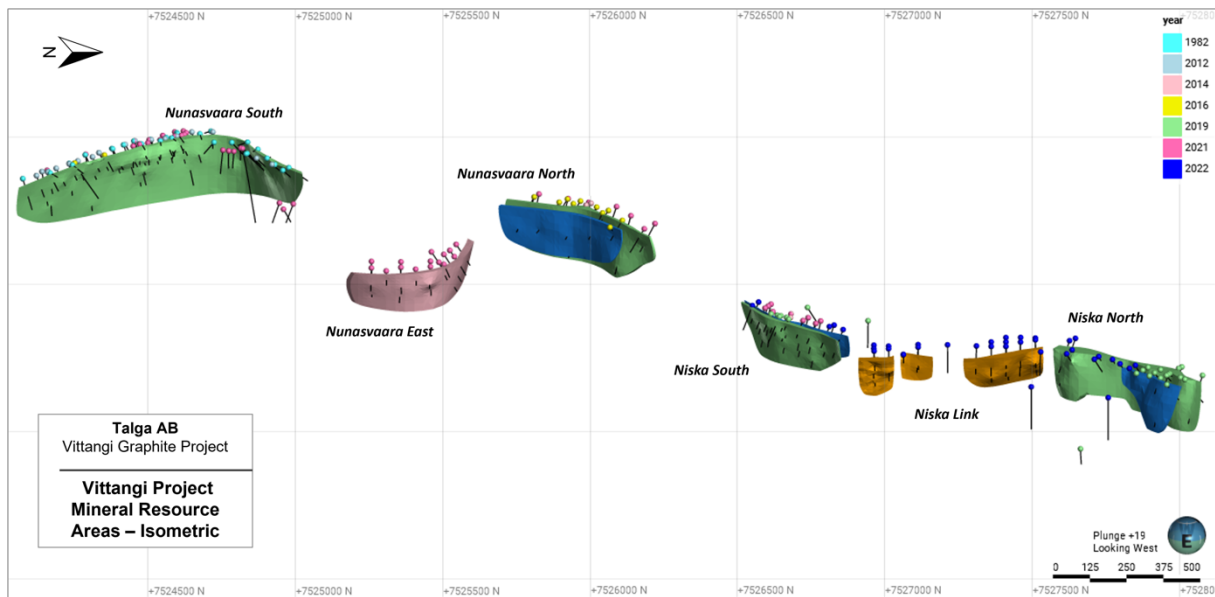 +7524500 N
+7525000 N
+7525500 N
+7526000 N
+7526500 N
+7527000 N
+7527500 N
+75280
year
1982
2012
2014
2016
2019
2021
2022
N
Nunasvaara South
Nunasvaara North
Nunasvaara East
Niska South
Niska North
Niska Link
Talga AB
Vittangi Graphite Project
Vittangi Project
Mineral Resource
Areas – Isometric
Plunge +19
Looking West
E
0 125 250 375 500
+7524500 N
+7525000 N
+7525500 N
+7526000 N
+7526500 N
+7527000 N
+7527500 N
+75280